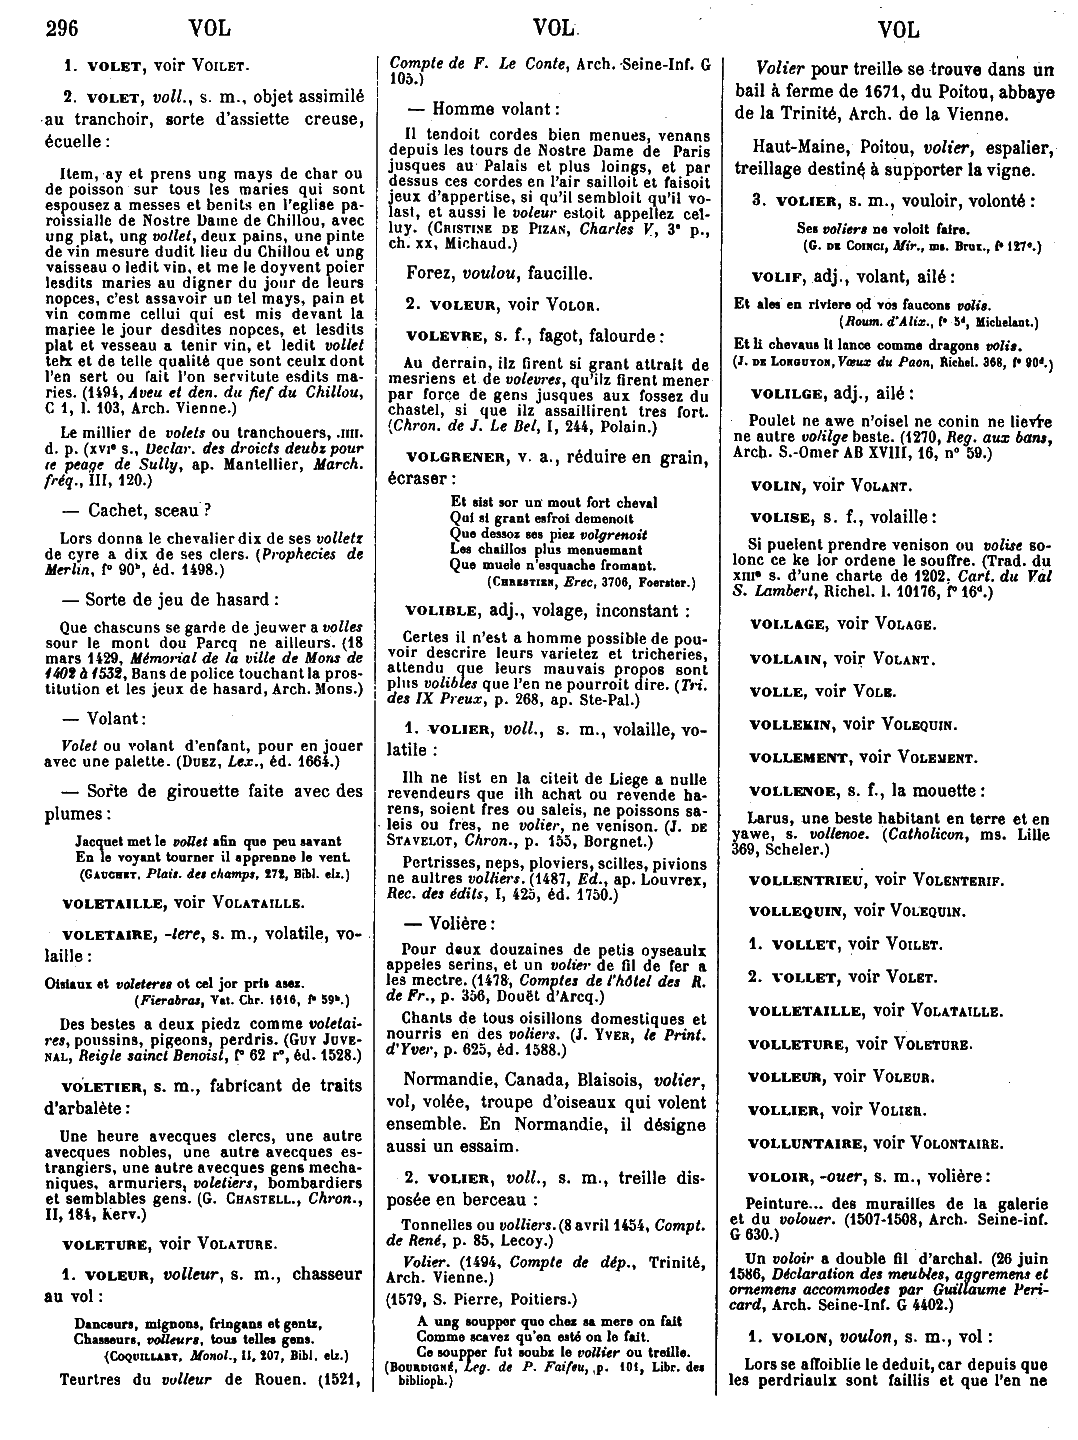 296 VOL VOL. VOL
1. VOLET, voir VOILET.
2. VOLET, voll., s. m., objet assimilé
au tranchoir, sorte d'assiette creuse,
écuelle :
Item, ay et prens ung mays de char ou
de poisson sur tous les maries qui sont
espousez a messes et benits en l'eglise pa-
roissialle de Nostre Dame de Chillou, avec
ung plat, ung vollet, deux pains, une pinte
de vin mesure dudit lieu du Chillou et ung
vaisseau o ledit vin, et me le doyvent poier
lesdits maries au digner du jour de leurs
nopces, c'est assavoir un tel mays, pain et
vin comme cellui qui est mis devant la
mariee le jour desdites nopces, et lesdits
plat et vesseau a tenir vin, et ledit vollet
telx et de telle qualité que sont ceulx dont
l'en sert ou fait l'on servitute esdits ma-
ries. (1494, Aveu et den. du fief du Chillou,
C 1, l. 103, Arch. Vienne.)
Le millier de volets ou tranchouers, .IIII.
d. p. (XVIe s., Declar. des droicts deubz pour
le peage de Sully, ap. Mantellier, March.
fréq., III, 120.)
— Cachet, sceau ?
Lors donna le chevalier dix de ses volletz
de cyre a dix de ses clers. (Prophecies de
Merlin, fo 90b, éd. 1498.)
— Sorte de jeu de hasard :
Que chascuns se garde de jeuwer a volles
sour le mont dou Parcq ne ailleurs. (18
mars 1429, Mémorial de la ville de Mons de
1402 à 1532, Bans de police touchant la pros-
titution et les jeux de hasard, Arch. Mons.)
— Volant :
Volet ou volant d'enfant, pour en jouer
avec une palette. (DUEZ, Lex., éd. 1664.)
— Sorte de girouette faite avec des
plumes :
Jacquet met le vollet afin que peu savant
En le voyant tourner il apprenne le vent.
(GAUCHET, Plais. des champs, 272, Bibl. elz.)
VOLETAILLE, voir VOLATAILLE.
VOLETAIRE, -tere, s. m., volatile, vo-
laille :
Oisiaux et voleteres ot cel jor pris asez.
(Fierabras, Vat. Chr. 1616, fo 59b.)
Des bestes a deux piedz comme voletai-
res, poussins, pigeons, perdris. (GUY JUVE-
NAL, Reigle sainct Benoist, fo 62 ro, éd. 1528.)
VOLETIER, s. m., fabricant de traits
d'arbalète :
Une heure avecques clercs, une autre
avecques nobles, une autre avecques es-
trangiers, une autre avecques gens mecha-
niques, armuriers, voletiers, bombardiers
et semblables gens. (G. CHASTELL., Chron.,
II, 184, Kerv.)
VOLETURE, voir VOLATURE.
1. VOLEUR, volleur, s. m., chasseur
au vol :
Danceurs, mignons, fringans et gentz,
Chasseurs, volleurs, tous telles gens.
(COQUILLART, Monol., II, 207, Bibl. elz.)
Teurtres du volleur de Rouen. (1521,
Compte de F. Le Conte, Arch. Seine-Inf. G
105.)
— Homme volant :
Il tendoit cordes bien menues, venans
depuis les tours de Nostre Dame de Paris
jusques au Palais et plus loings, et par
dessus ces cordes en l'air sailloit et faisoit
jeux d'appertise, si qu'il sembloit qu'il vo-
last, et aussi le voleur estoit appellez cel-
luy. (CRISTINE DE PIZAN, Charles V, 3e p.,
ch. xx, Michaud.)
Forez, voulou, faucille.
2. VOLEUR, voir VOLOR.
VOLEVRE, s. f., fagot, falourde :
Au derrain, ilz firent si grant attrait de
mesriens et de volevres, qu'ilz firent mener
par force de gens jusques aux fossez du
chastel, si que ilz assaillirent tres fort.
(Chron. de J. Le Bel, I, 244, Polain.)
VOLGRENER, v. a., réduire en grain,
écraser :
Et sist sor un mout fort cheval
Qui si grant esfroi demenoit
Que dessoz ses piez volgrenoit
Les chaillos plus menuemant
Que muele n'esquache fromant.
(CHRESTIEN, Erec, 3706, Foerster.)
VOLIBLE, adj., volage, inconstant :
Certes il n'est a homme possible de pou-
voir descrire leurs varietez et tricheries,
attendu que leurs mauvais propos sont
plus volibles que l'en ne pourroit dire. (Tri.
des IX Preux, p. 268, ap. Ste-Pal.)
1. VOLIER, voll., s. m., volaille, vo-
latile :
Ilh ne list en la citeit de Liege a nulle
revendeurs que ilh achat ou revende ha-
rens, soient fres ou saleis, ne poissons sa-
leis ou fres, ne volier, ne venison. (J. DE
STAVELOT, Chron., p. 155, Borgnet.)
Pertrisses, neps, ploviers, scilles, pivions
ne aultres volliers. (1487, Ed., ap. Louvrex,
Rec. des édits, I, 425, éd. 1750.)
— Volière :
Pour deux douzaines de petis oyseaulx
appeles serins, et un volier de fil de fer a
les mectre. (1478, Comptes de l'hôtel des R.
de Fr., p. 356, Douët d'Arcq.)
Chants de tous oisillons domestiques et
nourris en des voliers. (J. YVER, le Print.
d'Yver, p. 625, éd. 1588.)
Normandie, Canada, Blaisois, volier,
vol, volée, troupe d'oiseaux qui volent
ensemble. En Normandie, il désigne
aussi un essaim.
2. VOLIER, voll., s. m., treille dis-
posée en berceau :
Tonnelles ou volliers. (8 avril 1454, Compt.
de René, p. 85, Lecoy.)
Volier. (1494, Compte de dép., Trinité,
Arch. Vienne.)
(1579, S. Pierre, Poitiers.)
A ung soupper quo chez sa mere on fait
Comme scavez qu'en esté on le fait.
Ce soupper fut soubz le vollier ou treille.
(BOURDIGNÉ, Leg. de P. Faifeu, p. 101, Libr. des
biblioph.)
Volier pour treille se trouve dans un
bail à ferme de 1671, du Poitou, abbaye
de la Trinité, Arch. de la Vienne.
Haut-Maine, Poitou, volier, espalier,
treillage destiné à supporter la vigne.
3. VOLIER, s. m., vouloir, volonté :
Ses voliers ne voloit faire.
(G. DE COINCI, Mir., ms. Brux., fo 127c.)
VOLIF, adj., volant, ailé :
Et ales en riviere od vos faucons volis.
(Roum. d'Alix., fo 5d, Michelant.)
Et li chevaus li lance comme dragons volis.
(J. DE LONGUYON, Vœux du Paon, Richel. 368, fo 90d.)
VOLILGE, adj., ailé :
Poulet ne awe n'oisel ne conin ne lievre
ne autre volilge beste. (1270, Reg. aux bans,
Arch. S.-Omer AB XVIII, 16, no 59.)
VOLIN, voir VOLANT.
VOLISE, s. f., volaille :
Si puelent prendre venison ou volise so-
lonc ce ke lor ordene le souffre. (Trad. du
XIIIe s. d'une charte de 1202, Cart. du Val
S. Lambert, Richel. l. 10176, fo 16d.)
VOLLAGE, voir VOLAGE.
VOLLAIN, voir VOLANT.
VOLLE, voir VOLE.
VOLLEKIN, voir VOLEQUIN.
VOLLEMENT, voir VOLEMENT.
VOLLENOE, s. f., la mouette :
Larus, une beste habitant en terre et en
yawe, s. vollenoe. (Catholicon, ms. Lille
369, Scheler.)
VOLLENTRIEU, voir VOLENTERIF.
VOLLEQUIN, voir VOLEQUIN.
1. VOLLET, voir VOILET.
2. VOLLET, voir VOLET.
VOLLETAILLE, voir VOLATAILLE.
VOLLETURE, voir VOLETURE.
VOLLEUR, voir VOLEUR.
VOLLIER, voir VOLIER.
VOLLUNTAIRE, voir VOLONTAIRE.
VOLOIR, -ouer, s. m., volière :
Peinture... des murailles de la galerie
et du volouer. (1507-1508, Arch. Seine-inf.
G 630.)
Un voloir a double fil d'archal. (26 juin
1586, Déclaration des meubles, aggremens et
ornemens accommodes par Guillaume Peri-
card, Arch. Seine-Inf. G 4402.)
1. VOLON, voulon, s. m., vol :
Lors se affoiblie le deduit, car depuis que
les perdriaulx sont faillis et que l'en ne